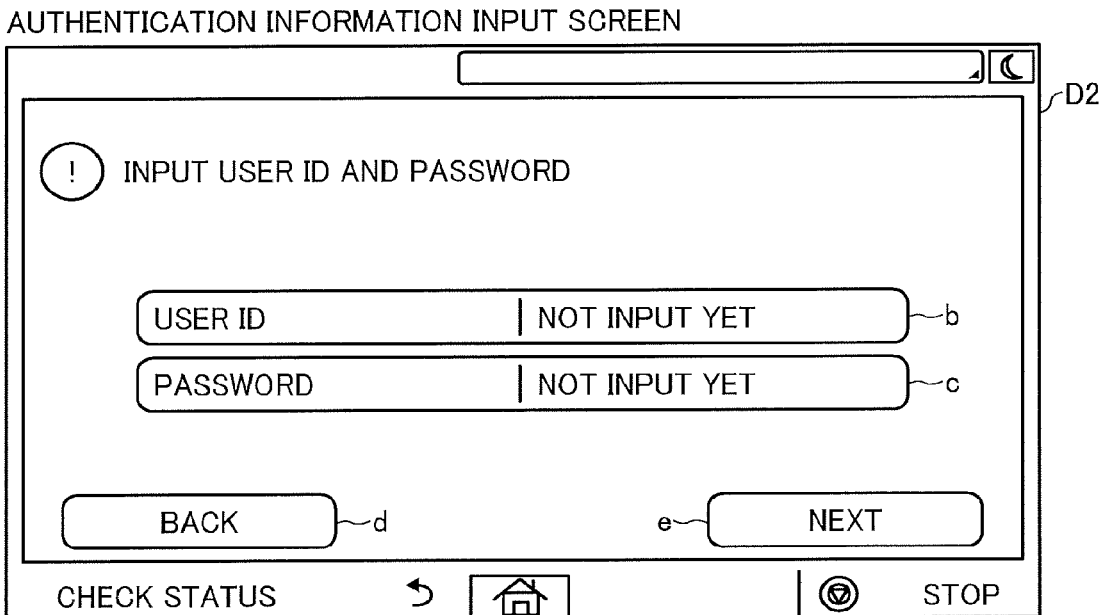 AUTHENTICATION INFORMATION INPUT SCREEN
D2
! INPUT USER ID AND PASSWORD
USER ID | NOT INPUT YET b
PASSWORD | NOT INPUT YET c
BACK d e NEXT
CHECK STATUS STOP